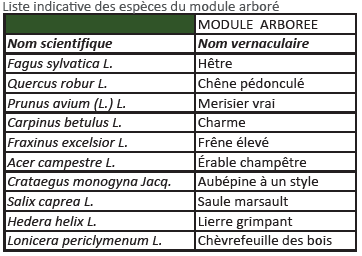 Liste indicative des espèces du module arboré
MODULE ARBOREE
Nom scientifique Nom vernaculaire
Fagus sylvatica L. Hêtre
Quercus robur L. Chêne pédonculé
Prunus avium (L.) L. Merisier vrai
Carpinus betulus L. Charme
Fraxinus excelsior L. Frêne élevé
Acer campestre L. Érable champêtre
Crataegus monogyna Jacq. Aubépine à un style
Salix caprea L. Saule marsault
Hedera helix L. Lierre grimpant
Lonicera periclymenum L. Chèvrefeuille des bois